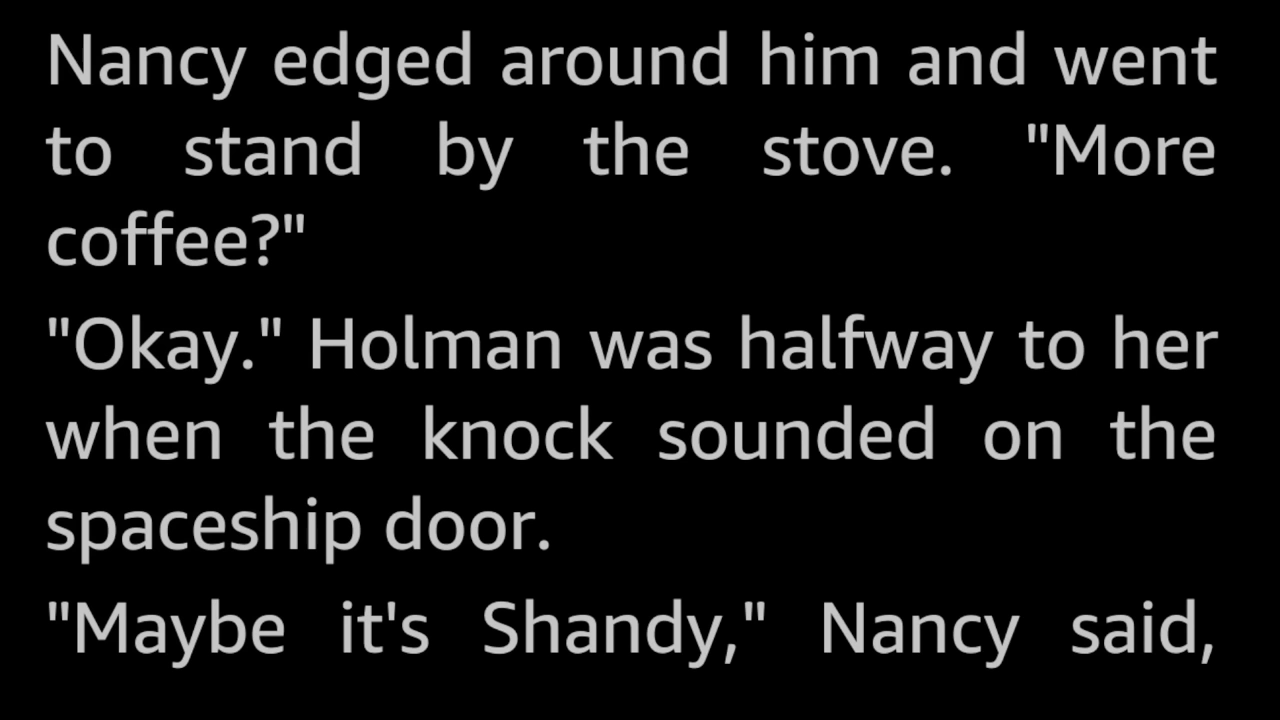 Nancy edged around him and went
to stand by the stove. "More
coffee?"
"Okay." Holman was halfway to her
when the knock sounded on the
spaceship door.
"Maybe it's Shandy," Nancy said,